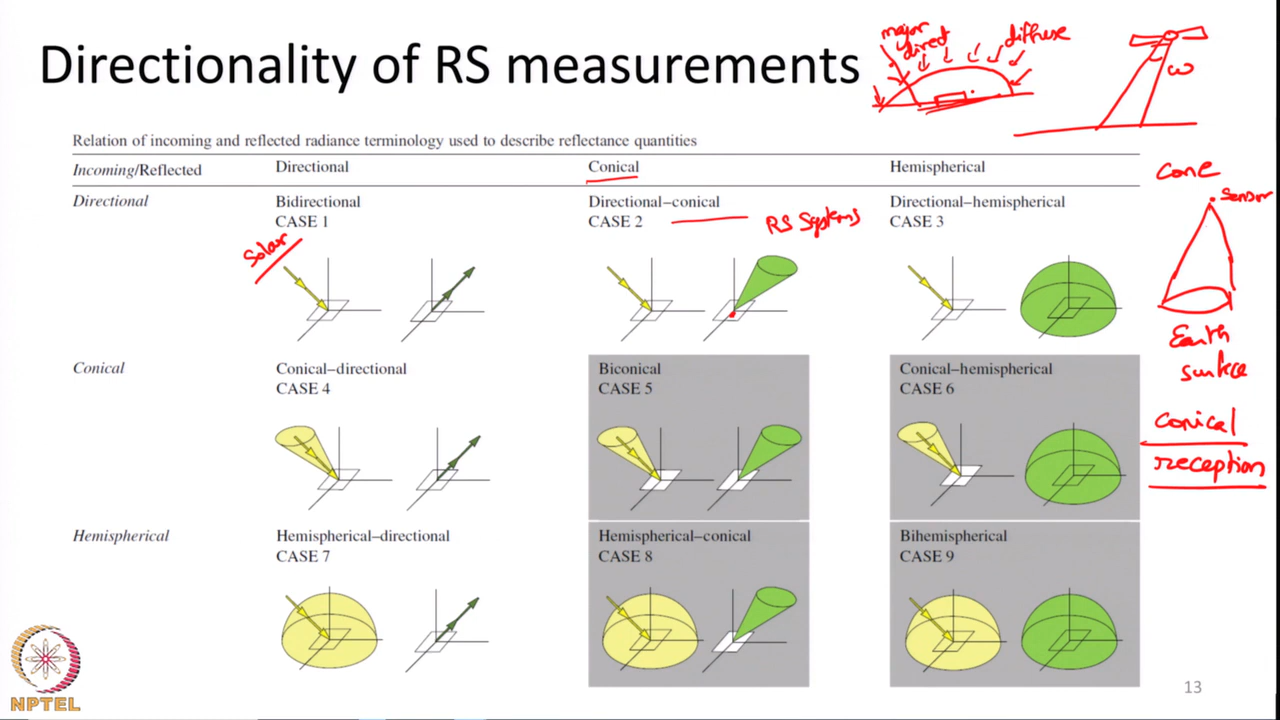 Directionality of RS measurements
major
direct
diffuse
ω
Relation of incoming and reflected radiance terminology used to describe reflectance quantities
Incoming/Reflected Directional Conical Hemispherical
Directional Bidirectional Directional–conical Directional–hemispherical
CASE 1 CASE 2 CASE 3
Solar
RS Systems
Cone
Sensor
Earth
surface
Conical Conical–directional Biconical Conical–hemispherical
CASE 4 CASE 5 CASE 6
conical
reception
Hemispherical Hemispherical–directional Hemispherical–conical Bihemispherical
CASE 7 CASE 8 CASE 9
NPTEL
13